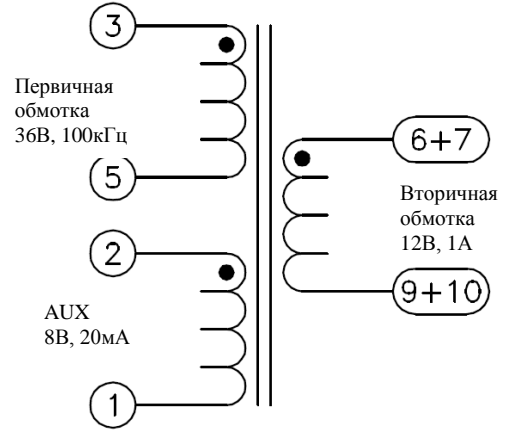 3
Первичная
обмотка
36В, 100кГц
5
6+7
Вторичная
обмотка
12В, 1А
9+10
2
AUX
8В, 20мА
1